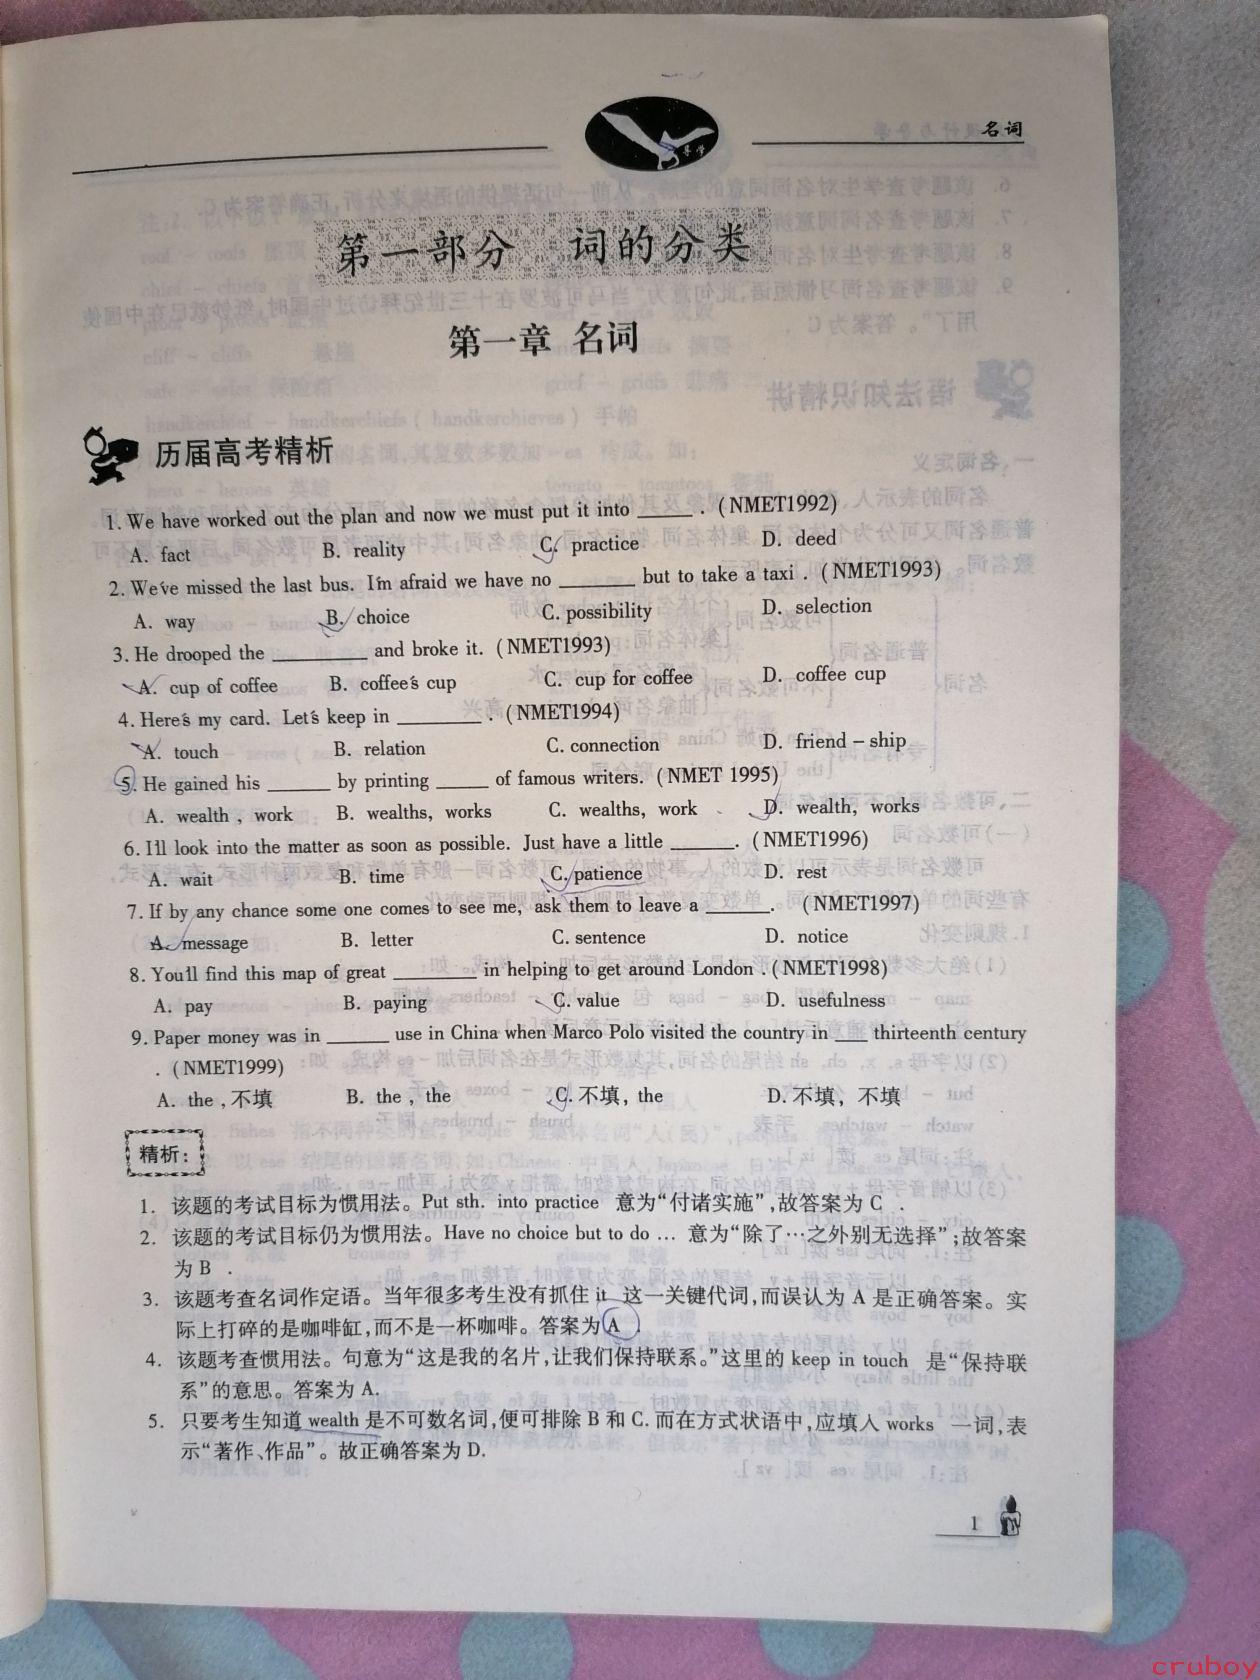 导学
名词
第一部分 词的分类
第一章 名词
历届高考精析
1. We have worked out the plan and now we must put it into _____ . (NMET1992)
A. fact B. reality C. practice D. deed
2. We've missed the last bus. I'm afraid we have no _______ but to take a taxi . (NMET1993)
A. way B. choice C. possibility D. selection
3. He drooped the _________ and broke it. (NMET1993)
A. cup of coffee B. coffee's cup C. cup for coffee D. coffee cup
4. Here's my card. Let's keep in ________ . (NMET1994)
A. touch B. relation C. connection D. friend-ship
5. He gained his ______ by printing _____ of famous writers. (NMET 1995)
A. wealth , work B. wealths, works C. wealths, work D. wealth, works
6. I'll look into the matter as soon as possible. Just have a little ______. (NMET1996)
A. wait B. time C. patience D. rest
7. If by any chance some one comes to see me, ask them to leave a ______. (NMET1997)
A. message B. letter C. sentence D. notice
8. You'll find this map of great ________ in helping to get around London . (NMET1998)
A. pay B. paying C. value D. usefulness
9. Paper money was in ______ use in China when Marco Polo visited the country in ___ thirteenth century
. (NMET1999)
A. the ,不填 B. the , the C.不填, the D.不填, 不填
精析:
1. 该题的考试目标为惯用法。Put sth. into practice 意为“付诸实施”,故答案为 C .
2. 该题的考试目标仍为惯用法。Have no choice but to do … 意为“除了…之外别无选择”;故答案
为 B .
3. 该题考查名词作定语。当年很多考生没有抓住 it 这一关键代词,而误认为 A 是正确答案。实
际上打碎的是咖啡缸,而不是一杯咖啡。答案为 A .
4. 该题考查惯用法。句意为“这是我的名片,让我们保持联系。”这里的 keep in touch 是“保持联
系”的意思。答案为 A.
5. 只要考生知道 wealth 是不可数名词,便可排除 B 和 C. 而在方式状语中,应填入 works 一词,表
示“著作、作品”。故正确答案为 D.
1
cruboy